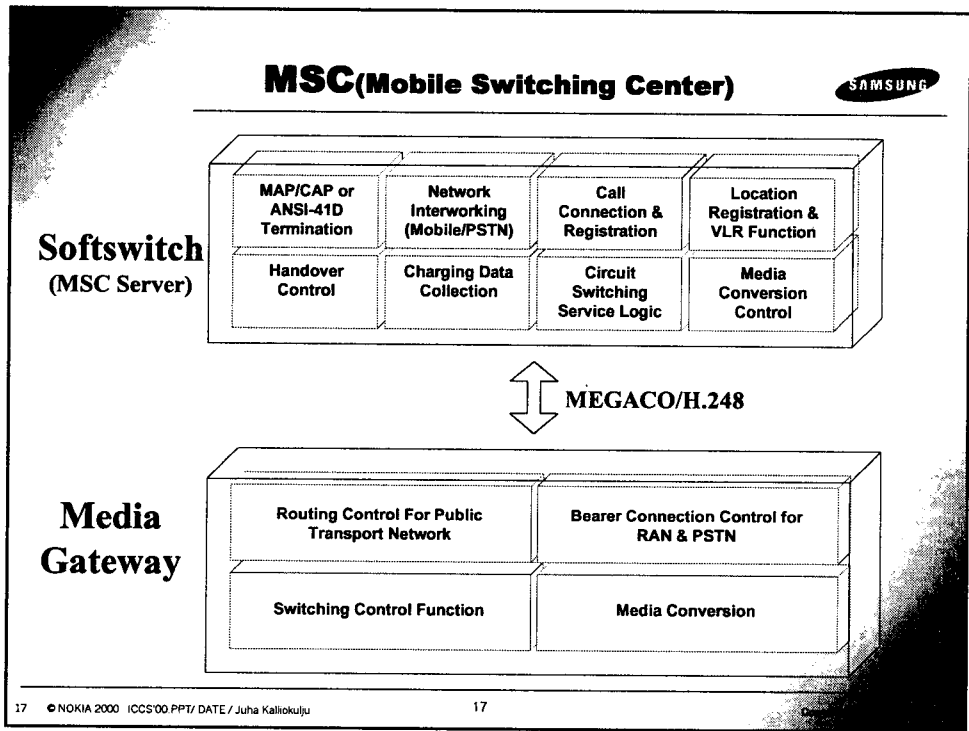 MSC(Mobile Switching Center)
SAMSUNG
MAP/CAP or
ANSI-41D
Termination
Network
Interworking
(Mobile/PSTN)
Call
Connection &
Registration
Location
Registration &
VLR Function
Softswitch
(MSC Server)
Handover
Control
Charging Data
Collection
Circuit
Switching
Service Logic
Media
Conversion
Control
MEGACO/H.248
Media
Gateway
Routing Control For Public
Transport Network
Bearer Connection Control for
RAN & PSTN
Switching Control Function
Media Conversion
17 © NOKIA 2000 ICCS'00.PPT/ DATE / Juha Kalliokulju
17